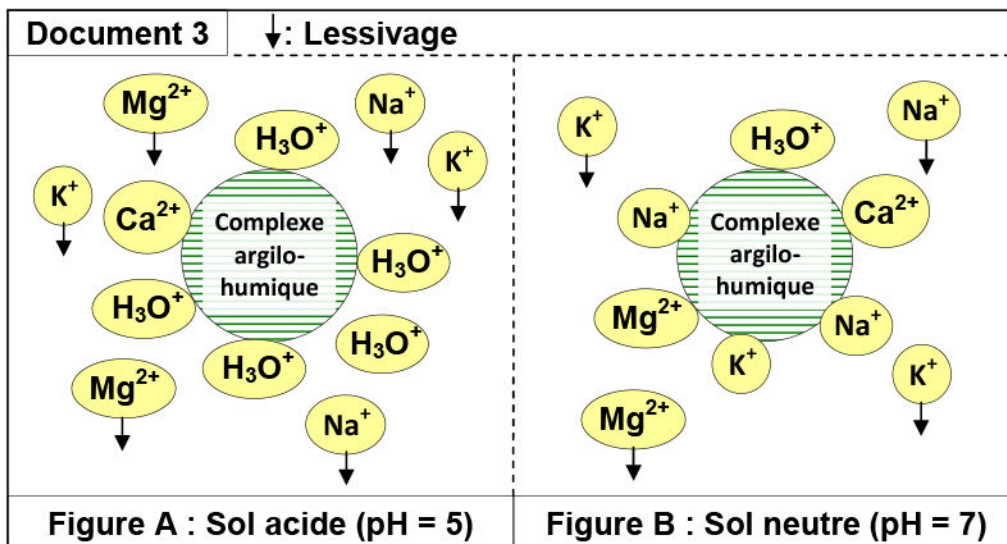 Document 3
↓: Lessivage
Mg²⁺
Na⁺
H₃O⁺
K⁺
K⁺
Ca²⁺
Complexe
argilo-
humique
H₃O⁺
H₃O⁺
H₃O⁺
H₃O⁺
Mg²⁺
Na⁺
Figure A : Sol acide (pH = 5)
K⁺
Na⁺
H₃O⁺
Na⁺
Ca²⁺
Complexe
argilo-
humique
Mg²⁺
Na⁺
K⁺
K⁺
Mg²⁺
Figure B : Sol neutre (pH = 7)